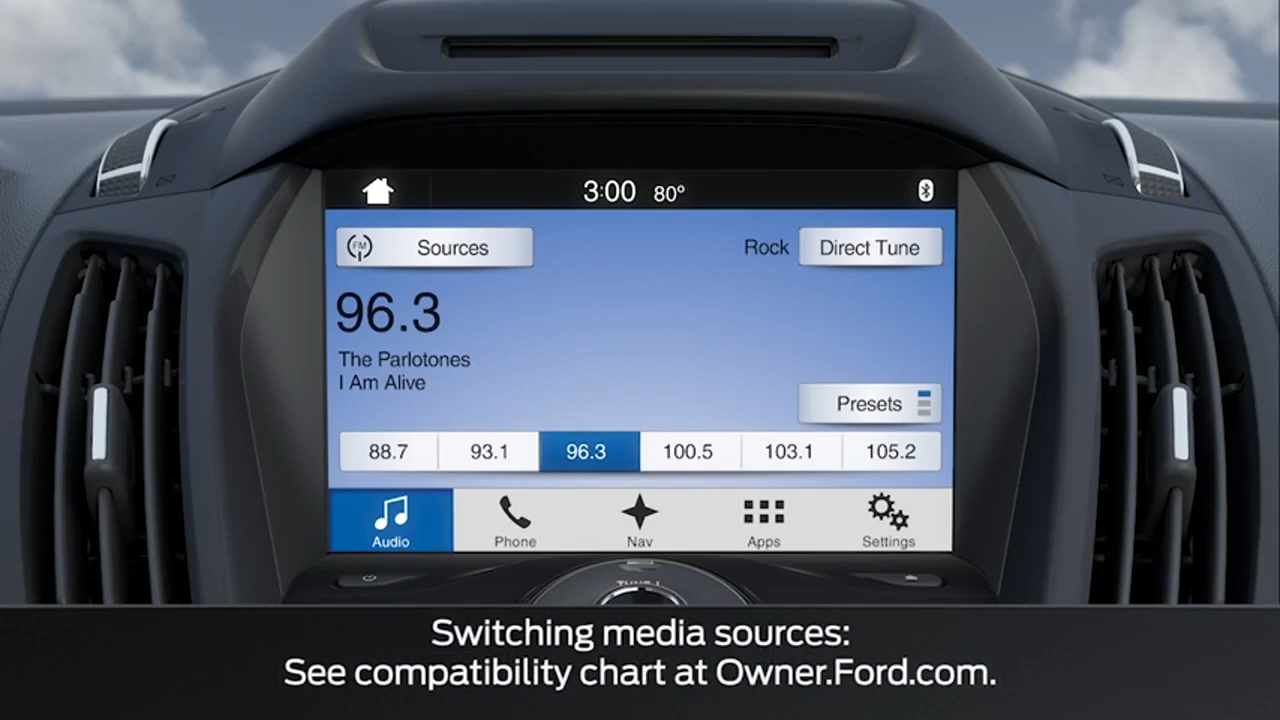 3:00 80°
FM Sources
Rock Direct Tune
96.3
The Parlotones
I Am Alive
Presets
88.7 93.1 96.3 100.5 103.1 105.2
Audio Phone Nav Apps Settings
Switching media sources:
See compatibility chart at Owner.Ford.com.